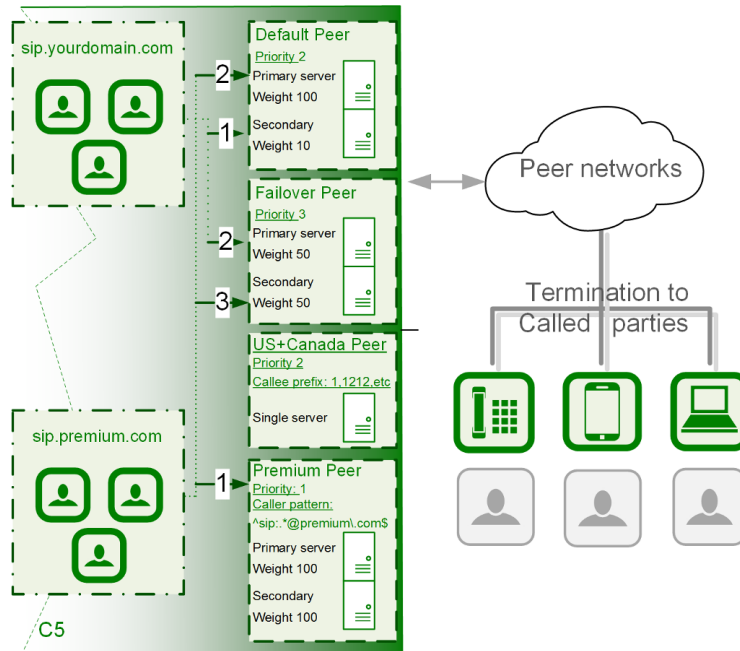 sip.yourdomain.com
Default Peer
Priority 2
Primary server
Weight 100
Secondary
Weight 10
2
1
Failover Peer
Priority 3
Primary server
Weight 50
Secondary
Weight 50
2
3
US+Canada Peer
Priority 2
Callee prefix: 1,1212,etc
Single server
sip.premium.com
Premium Peer
Priority: 1
Caller pattern:
^sip:.*@premium\.com$
Primary server
Weight 100
Secondary
Weight 100
1
C5
Peer networks
Termination to
Called parties